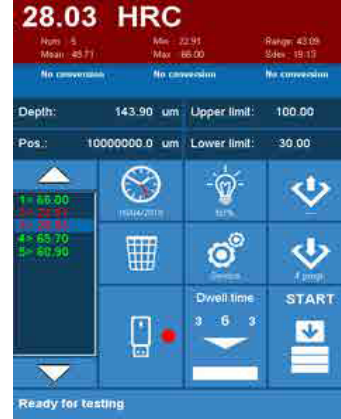 28.03 HRC
Num 5 Min 22.91 Range 43.09
Mean 48.71 Max 66.00 Sdev 19.13
No conversion No conversion No conversion
Depth: 143.90 um Upper limit: 100.00
Pos.: 10000000.0 um Lower limit: 30.00
1> 66.00
4> 65.70
5> 60.90
Service
Dwell time START
3 6 3
Ready for testing